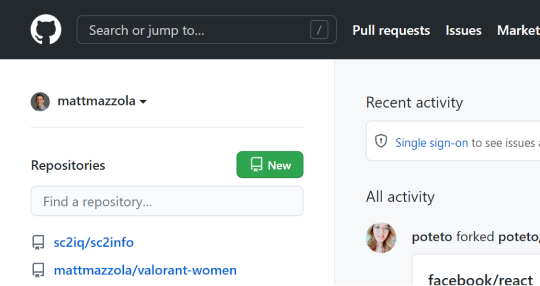 Search or jump to... /
Pull requests Issues Market
mattmazzola
Recent activity
Single sign-on to see issues
Repositories
New
Find a repository...
All activity
sc2iq/sc2info
poteto forked poteto/
mattmazzola/valorant-women
facebook/react